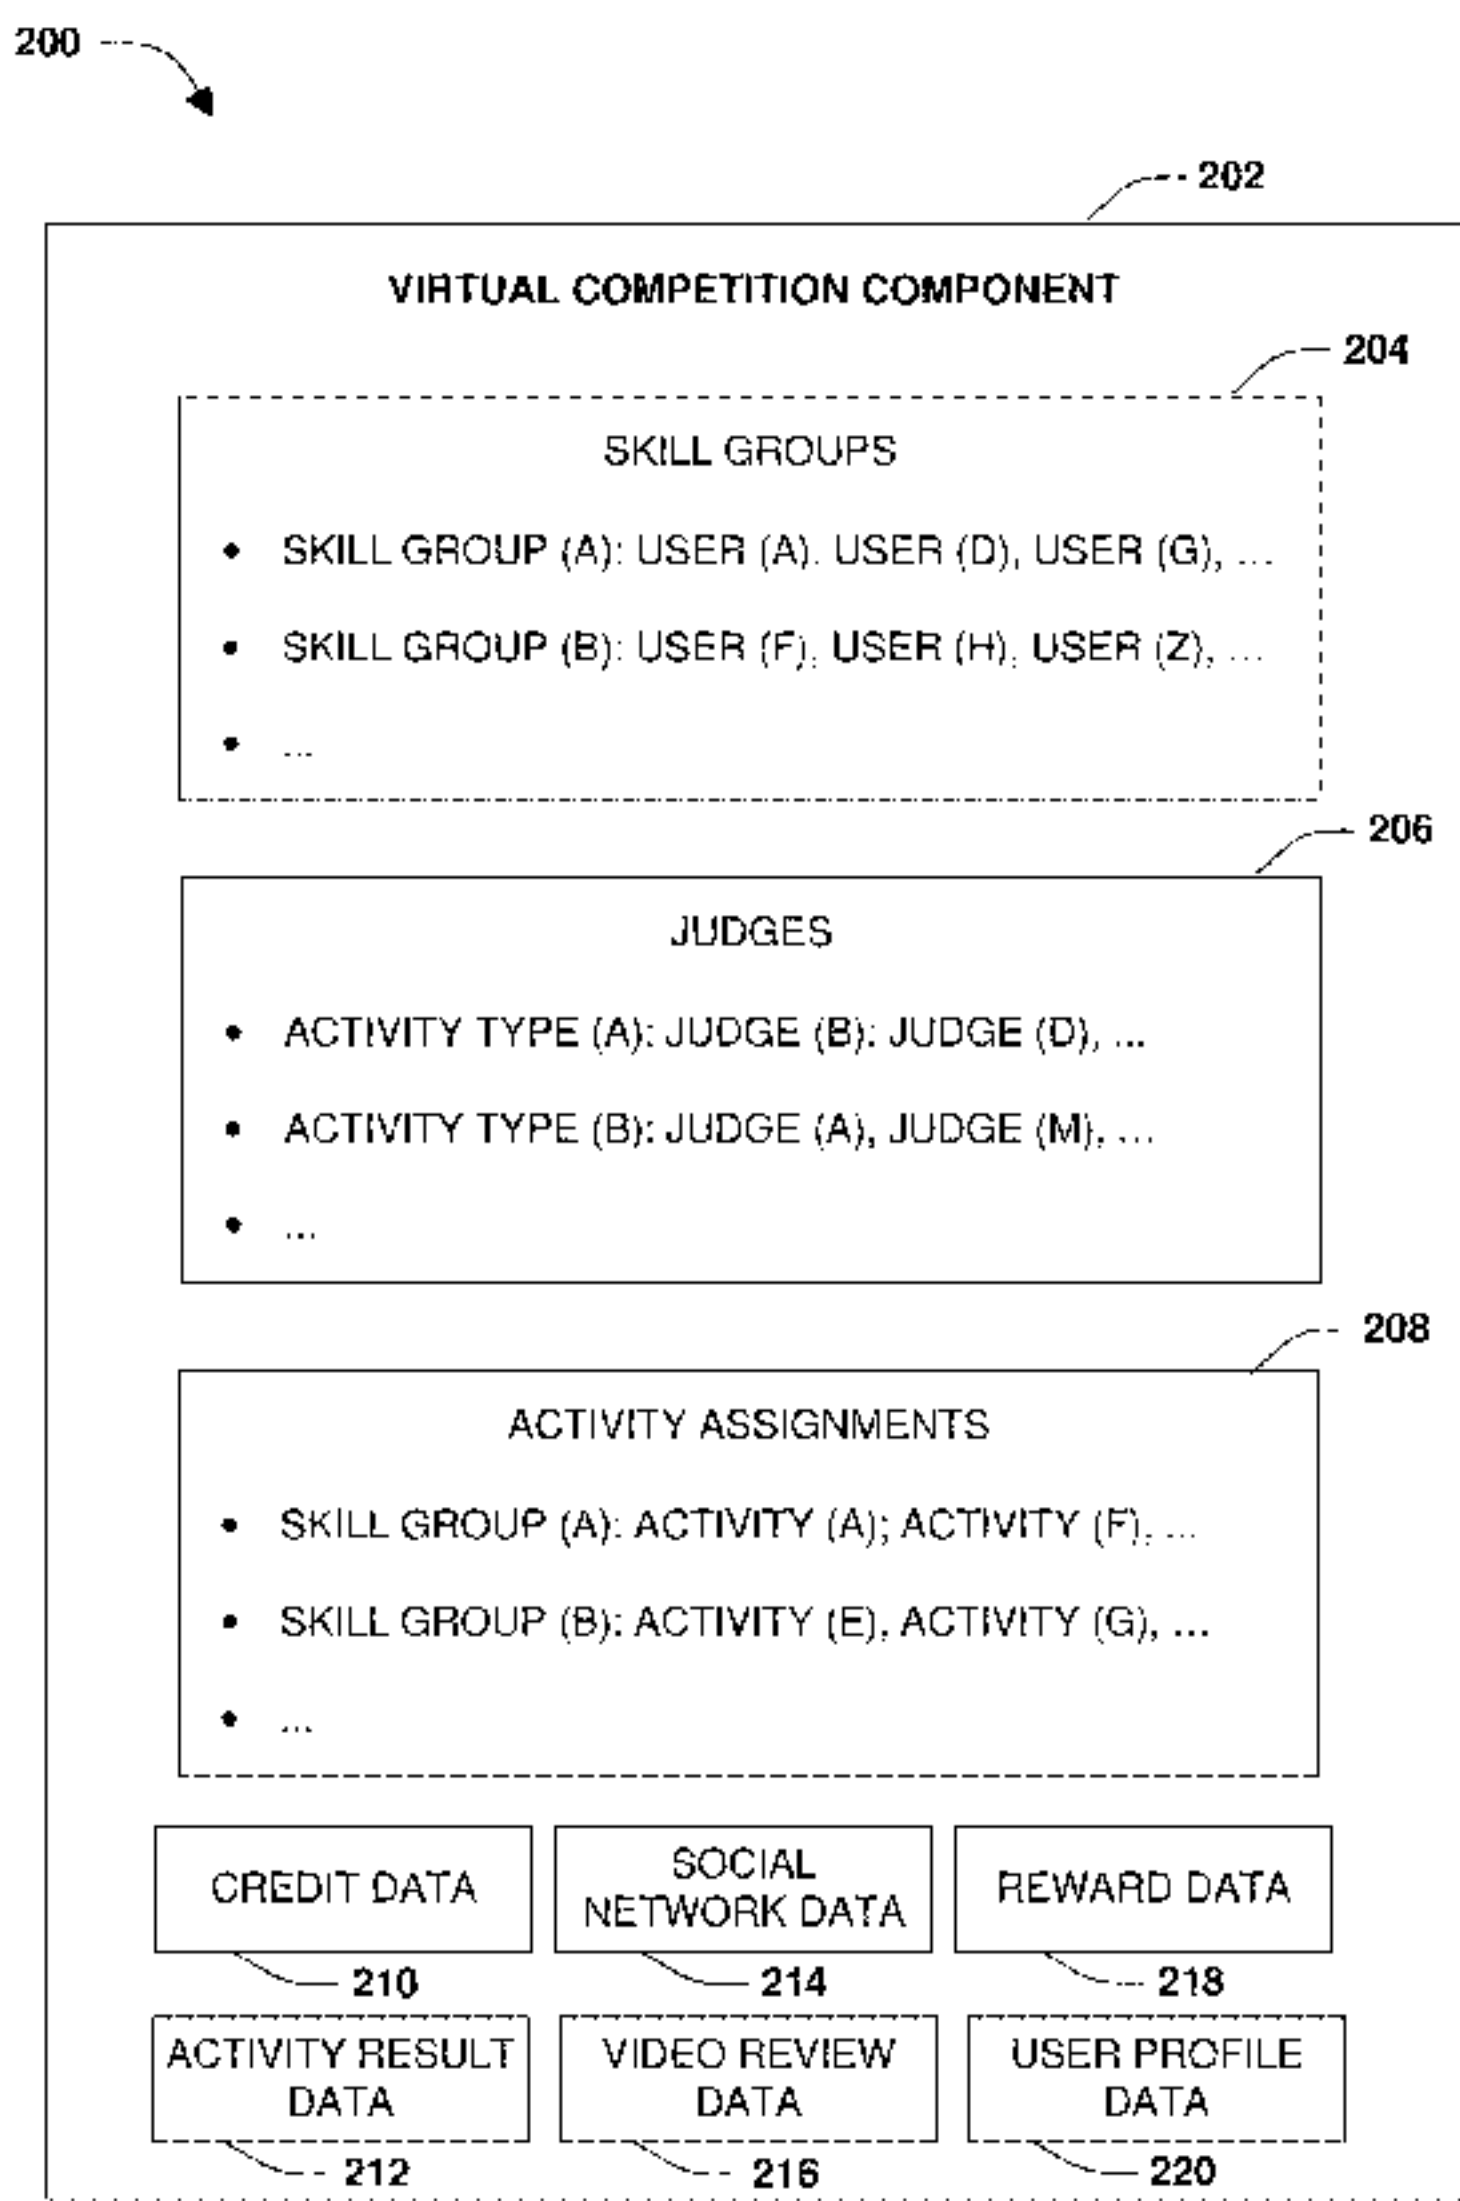 200
202
VIRTUAL COMPETITION COMPONENT
204
SKILL GROUPS
• SKILL GROUP (A): USER (A). USER (D), USER (G), ...
• SKILL GROUP (B): USER (F), USER (H), USER (Z), ...
• ...
206
JUDGES
• ACTIVITY TYPE (A): JUDGE (B): JUDGE (D), ...
• ACTIVITY TYPE (B): JUDGE (A), JUDGE (M), ...
• ...
208
ACTIVITY ASSIGNMENTS
• SKILL GROUP (A): ACTIVITY (A); ACTIVITY (F), ...
• SKILL GROUP (B): ACTIVITY (E), ACTIVITY (G), ...
• ...
CREDIT DATA
210
SOCIAL
NETWORK DATA
214
REWARD DATA
218
ACTIVITY RESULT
DATA
212
VIDEO REVIEW
DATA
216
USER PROFILE
DATA
220